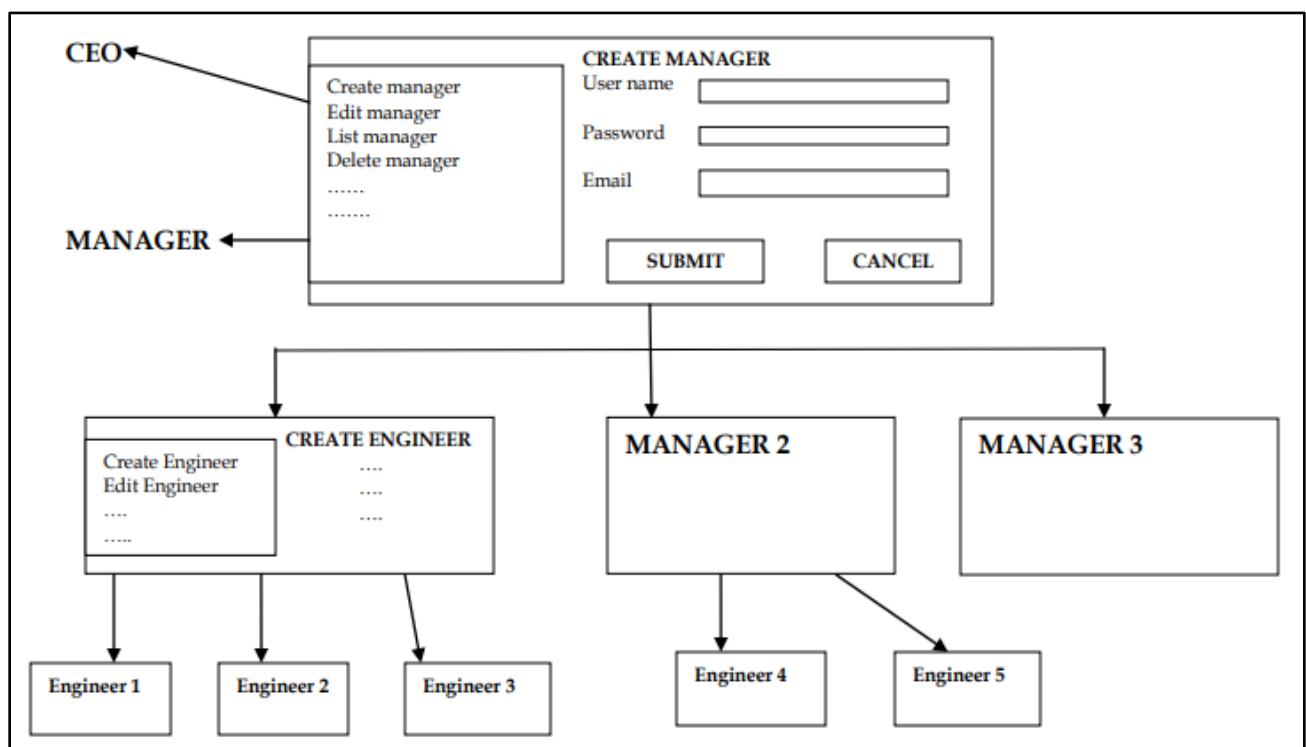 CEO
CREATE MANAGER
Create manager
Edit manager
List manager
Delete manager
……
…….
User name
Password
Email
MANAGER
SUBMIT
CANCEL
CREATE ENGINEER
Create Engineer
Edit Engineer
….
…..
….
….
….
MANAGER 2
MANAGER 3
Engineer 1
Engineer 2
Engineer 3
Engineer 4
Engineer 5